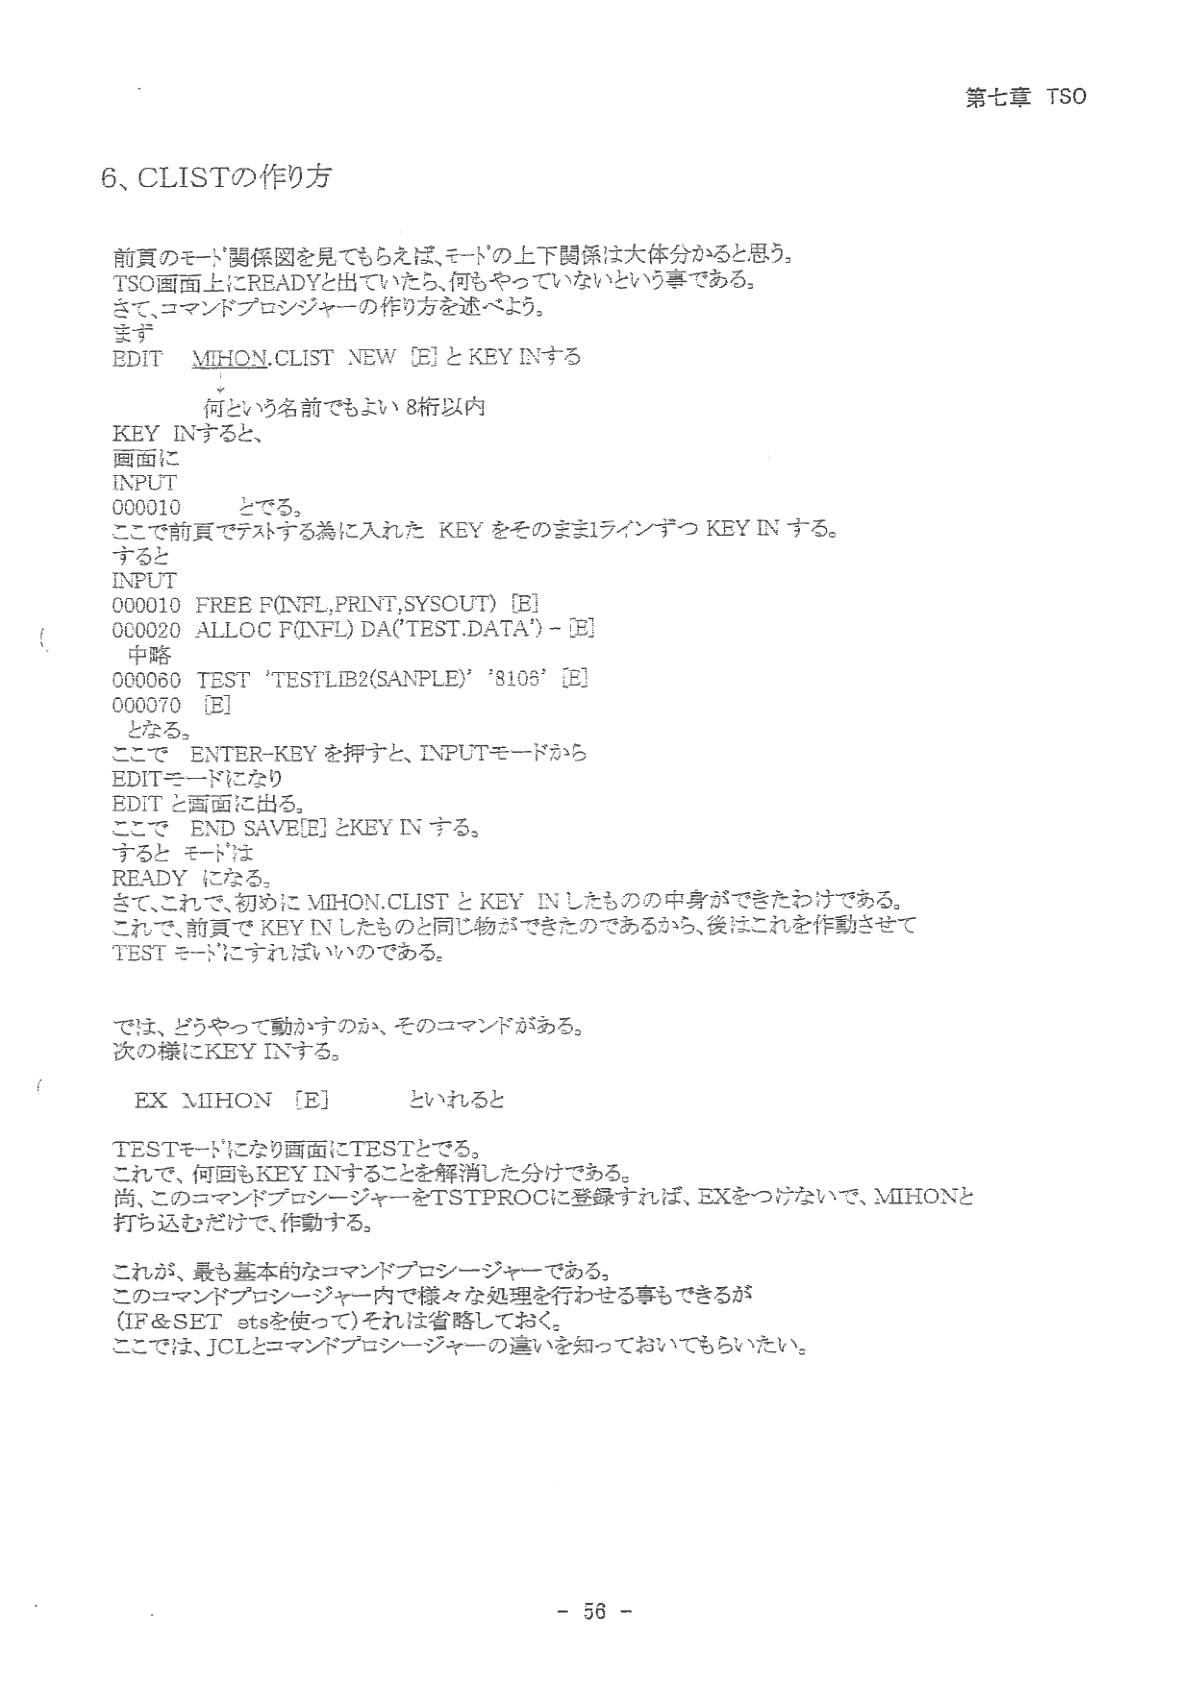 第七章 TSO
6、CLISTの作り方
前頁のモード関係図を見てもらえば、モードの上下関係は大体分かると思う。
TSO画面上にREADYと出ていたら、何もやっていないという事である。
さて、コマンドプロシジャーの作り方を述べよう。
まず
EDIT MIHON.CLIST NEW [E] と KEY INする
何という名前でもよい 8桁以内
KEY INすると、
画面に
INPUT
000010 とでる。
ここで前頁でテストする為に入れた KEY をそのまま1ラインずつ KEY IN する。
すると
INPUT
000010 FREE F(INFL,PRINT,SYSOUT) [E]
000020 ALLOC F(INFL) DA('TEST.DATA') - [E]
中略
000060 TEST 'TESTLIB2(SANPLE)' '8106' [E]
000070 [E]
となる。
ここで ENTER-KEY を押すと、INPUTモードから
EDITモードになり
EDIT と画面に出る。
ここで END SAVE[E] とKEY IN する。
すると モードは
READY になる。
さて、これで、初めに MIHON.CLIST と KEY IN したものの中身ができたわけである。
これで、前頁で KEY IN したものと同じ物ができたのであるから、後はこれを作動させて
TEST モードにすればいいのである。
では、どうやって動かすのか、そのコマンドがある。
次の様にKEY INする。
EX MIHON [E] といれると
TESTモードになり画面にTESTとでる。
これで、何回もKEY INすることを解消した分けである。
尚、このコマンドプロシージャーをTSTPROCに登録すれば、EXをつけないで、MIHONと
打ち込むだけで、作動する。
これが、最も基本的なコマンドプロシージャーである。
このコマンドプロシージャー内で様々な処理を行わせる事もできるが
(IF&SET etsを使って)それは省略しておく。
ここでは、JCLとコマンドプロシージャーの違いを知っておいてもらいたい。
- 56 -